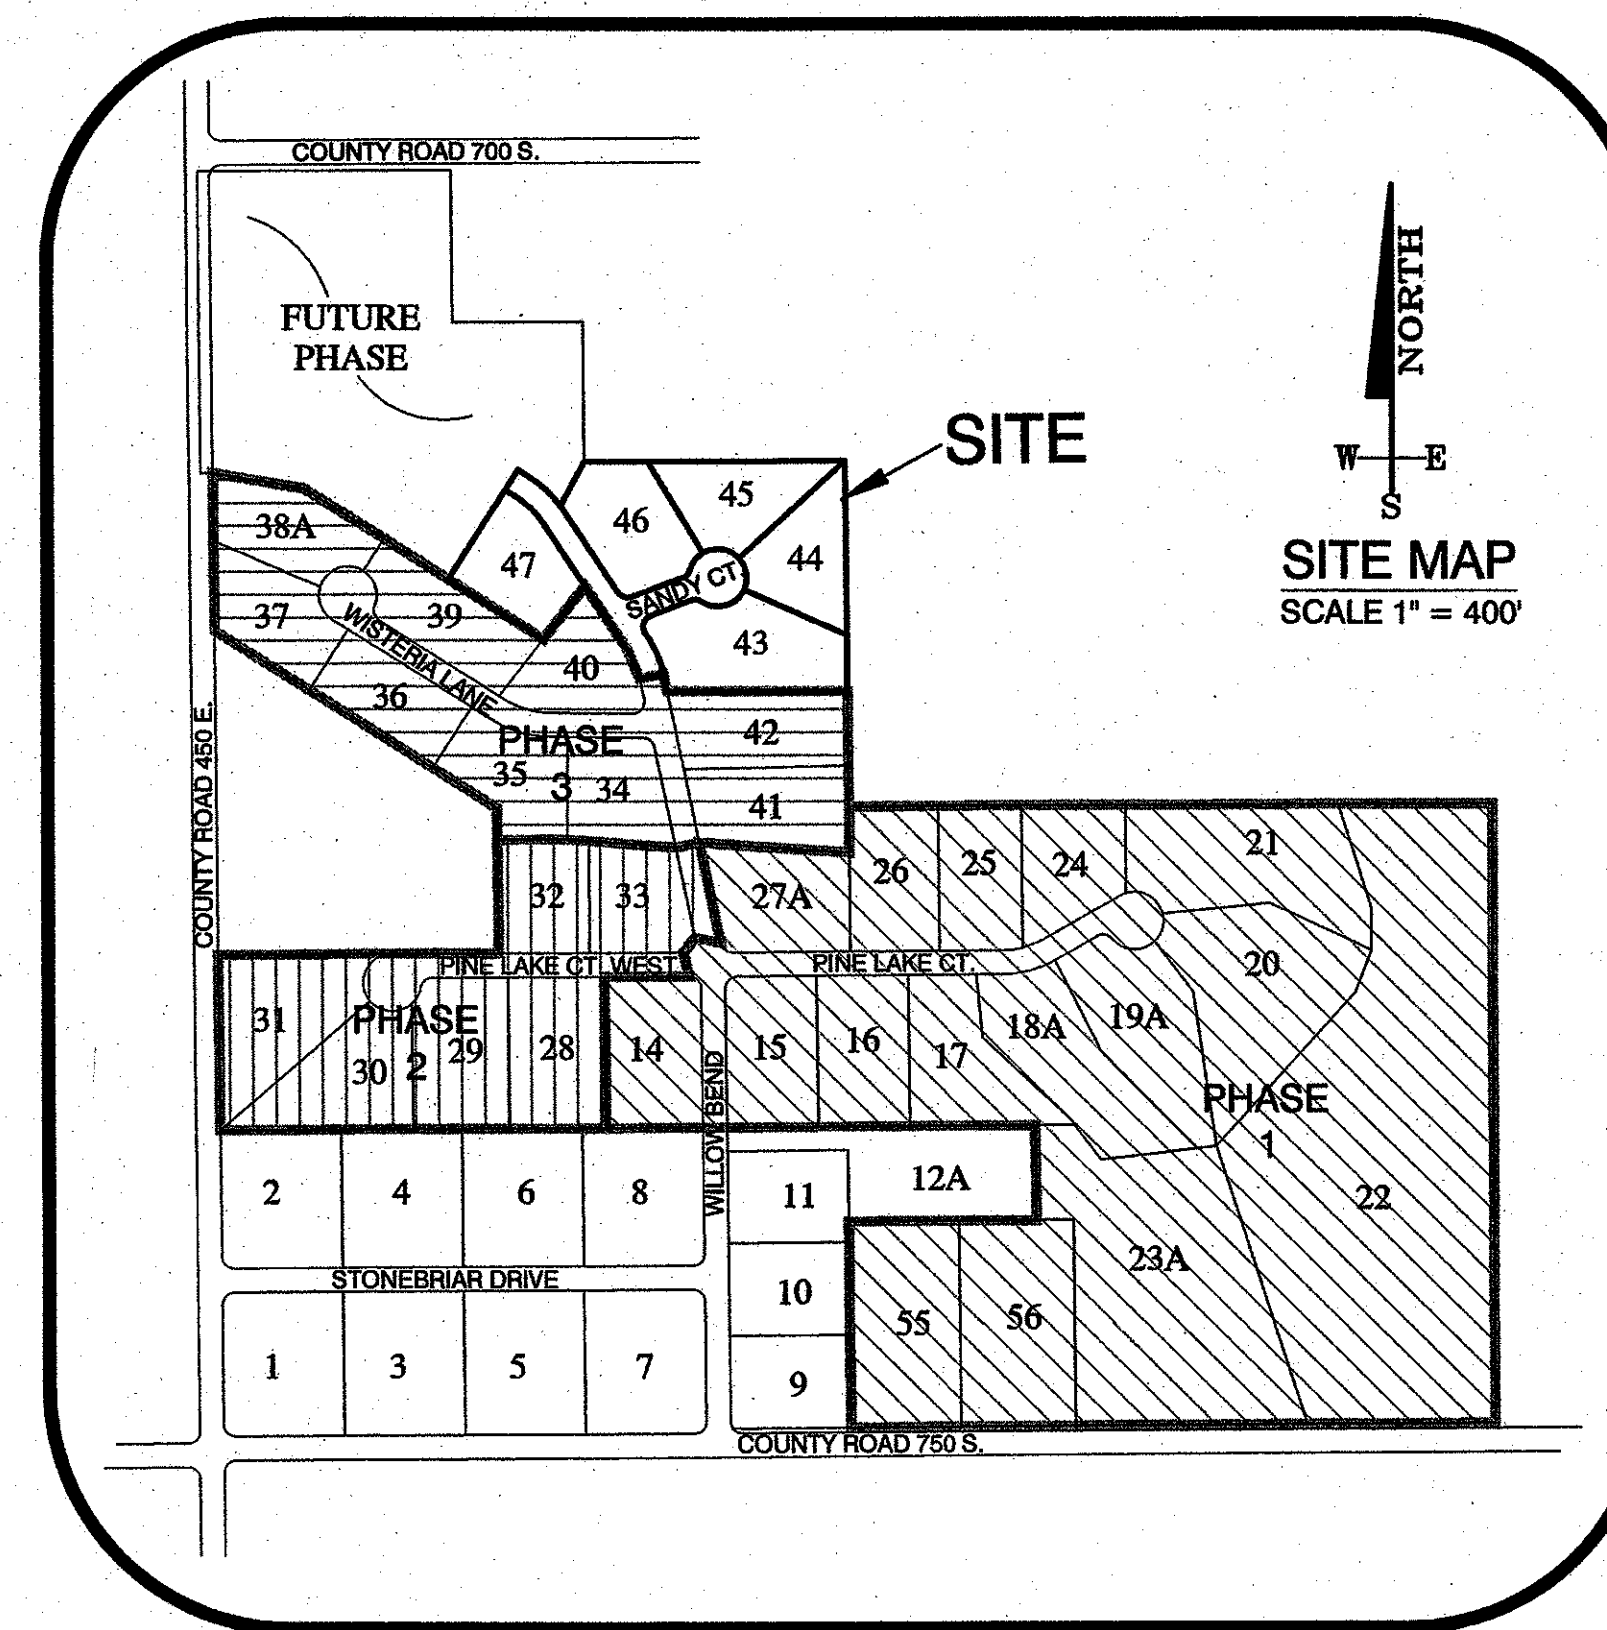 COUNTY ROAD 700 S.
NORTH
FUTURE
PHASE
SITE
W E
S
SITE MAP
SCALE 1" = 400'
45
46
44
47
SANDY CT
43
38A
37
39
WISTERIA LANE
40
36
PHASE
3
42
35
34
41
COUNTY ROAD 450 E.
32
33
27A
26
25
24
21
PINE LAKE CT. WEST
PINE LAKE CT.
20
31
PHASE
2
30
29
28
14
15
16
17
18A
19A
PHASE
1
22
WILLOW BEND
2
4
6
8
11
12A
23A
STONEBRIAR DRIVE
10
55
56
1
3
5
7
9
COUNTY ROAD 750 S.